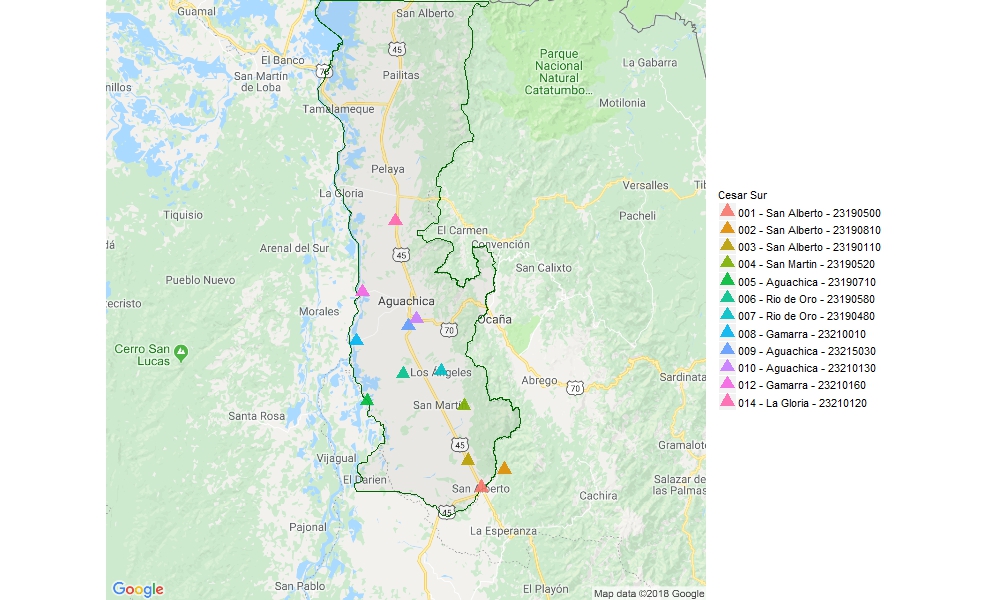 Guamal
San Alberto
El Banco
45
San Martín
de Loba
78
Pailitas
Parque
Nacional
Natural
Catatumbo...
La Gabarra
nillos
Tamalameque
Motilonia
Pelaya
La Gloria
Versalles
Tib
Tiquisio
Pacheli
El Carmen
dá
Arenal del Sur
Convención
45
San Calixto
Pueblo Nuevo
tecristo
Aguachica
Morales
Ocaña
70
Cerro San
Lucas
Los Angeles
Abrego
70
Sardinata
San Martín
Santa Rosa
45
Gramalote
Vijagual
El Darien
San Alberto
Salazar de
las Palmas
Cachira
45
Pajonal
La Esperanza
San Pablo
El Playón
Google
Map data ©2018 Google
Cesar Sur
001 - San Alberto - 23190500
002 - San Alberto - 23190810
003 - San Alberto - 23190110
004 - San Martin - 23190520
005 - Aguachica - 23190710
006 - Rio de Oro - 23190580
007 - Rio de Oro - 23190480
008 - Gamarra - 23210010
009 - Aguachica - 23215030
010 - Aguachica - 23210130
012 - Gamarra - 23210160
014 - La Gloria - 23210120